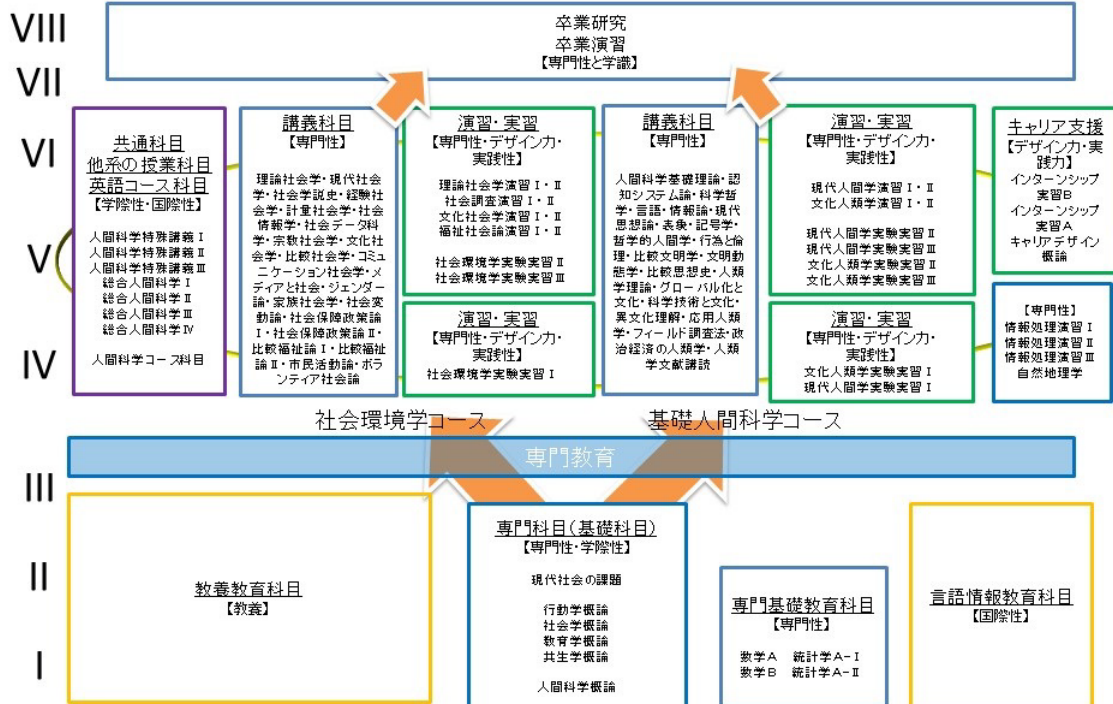 VIII
VII
卒業研究
卒業演習
【専門性と学識】
VI
V
IV
共通科目
他系の授業科目
英語コース科目
【学際性・国際性】
人間科学特殊講義Ⅰ
人間科学特殊講義Ⅱ
人間科学特殊講義Ⅲ
総合人間科学Ⅰ
総合人間科学Ⅱ
総合人間科学Ⅲ
総合人間科学Ⅳ
人間科学コース科目
講義科目
【専門性】
理論社会学・現代社会
学・社会学説史・経験社
会学・計量社会学・社会
情報学・社会データ科
学・宗教社会学・文化社
会学・比較社会学・コミュ
ニケーション社会学・メ
ディアと社会・ジェンダー
論・家族社会学・社会変
動論・社会保障政策論
Ⅰ・社会保障政策論Ⅱ・
比較福祉論Ⅰ・比較福祉
論Ⅱ・市民活動論・ボラ
ンティア社会論
演習・実習
【専門性・デザイン力・
実践性】
理論社会学演習Ⅰ・Ⅱ
社会調査演習Ⅰ・Ⅱ
文化社会学演習Ⅰ・Ⅱ
福祉社会論演習Ⅰ・Ⅱ
社会環境学実験実習Ⅱ
社会環境学実験実習Ⅲ
演習・実習
【専門性・デザイン力・
実践性】
社会環境学実験実習Ⅰ
講義科目
【専門性】
人間科学基礎理論・認
知システム論・科学哲
学・言語・情報論・現代
思想論・表象・記号学・
哲学的人間学・行為と倫
理・比較文明学・文明動
態学・比較思想史・人類
学理論・グローバル化と
文化・科学技術と文化・
異文化理解・応用人類
学・フィールド調査法・政
治経済の人類学・人類
学文献講読
演習・実習
【専門性・デザイン力・
実践性】
現代人間学演習Ⅰ・Ⅱ
文化人類学演習Ⅰ・Ⅱ
現代人間学実験実習Ⅱ
現代人間学実験実習Ⅲ
文化人類学実験実習Ⅱ
文化人類学実験実習Ⅲ
演習・実習
【専門性・デザイン力・
実践性】
文化人類学実験実習Ⅰ
現代人間学実験実習Ⅰ
キャリア支援
【デザイン力・実
践力】
インターンシップ
実習B
インターンシップ
実習A
キャリアデザイン
概論
【専門性】
情報処理演習Ⅰ
情報処理演習Ⅱ
情報処理演習Ⅲ
自然地理学
社会環境学コース
基礎人間科学コース
専門教育
III
II
I
教養教育科目
【教養】
専門科目(基礎科目)
【専門性・学際性】
現代社会の課題
行動学概論
社会学概論
教育学概論
共生学概論
人間科学概論
専門基礎教育科目
【専門性】
数学A 統計学A-Ⅰ
数学B 統計学A-Ⅱ
言語情報教育科目
【国際性】